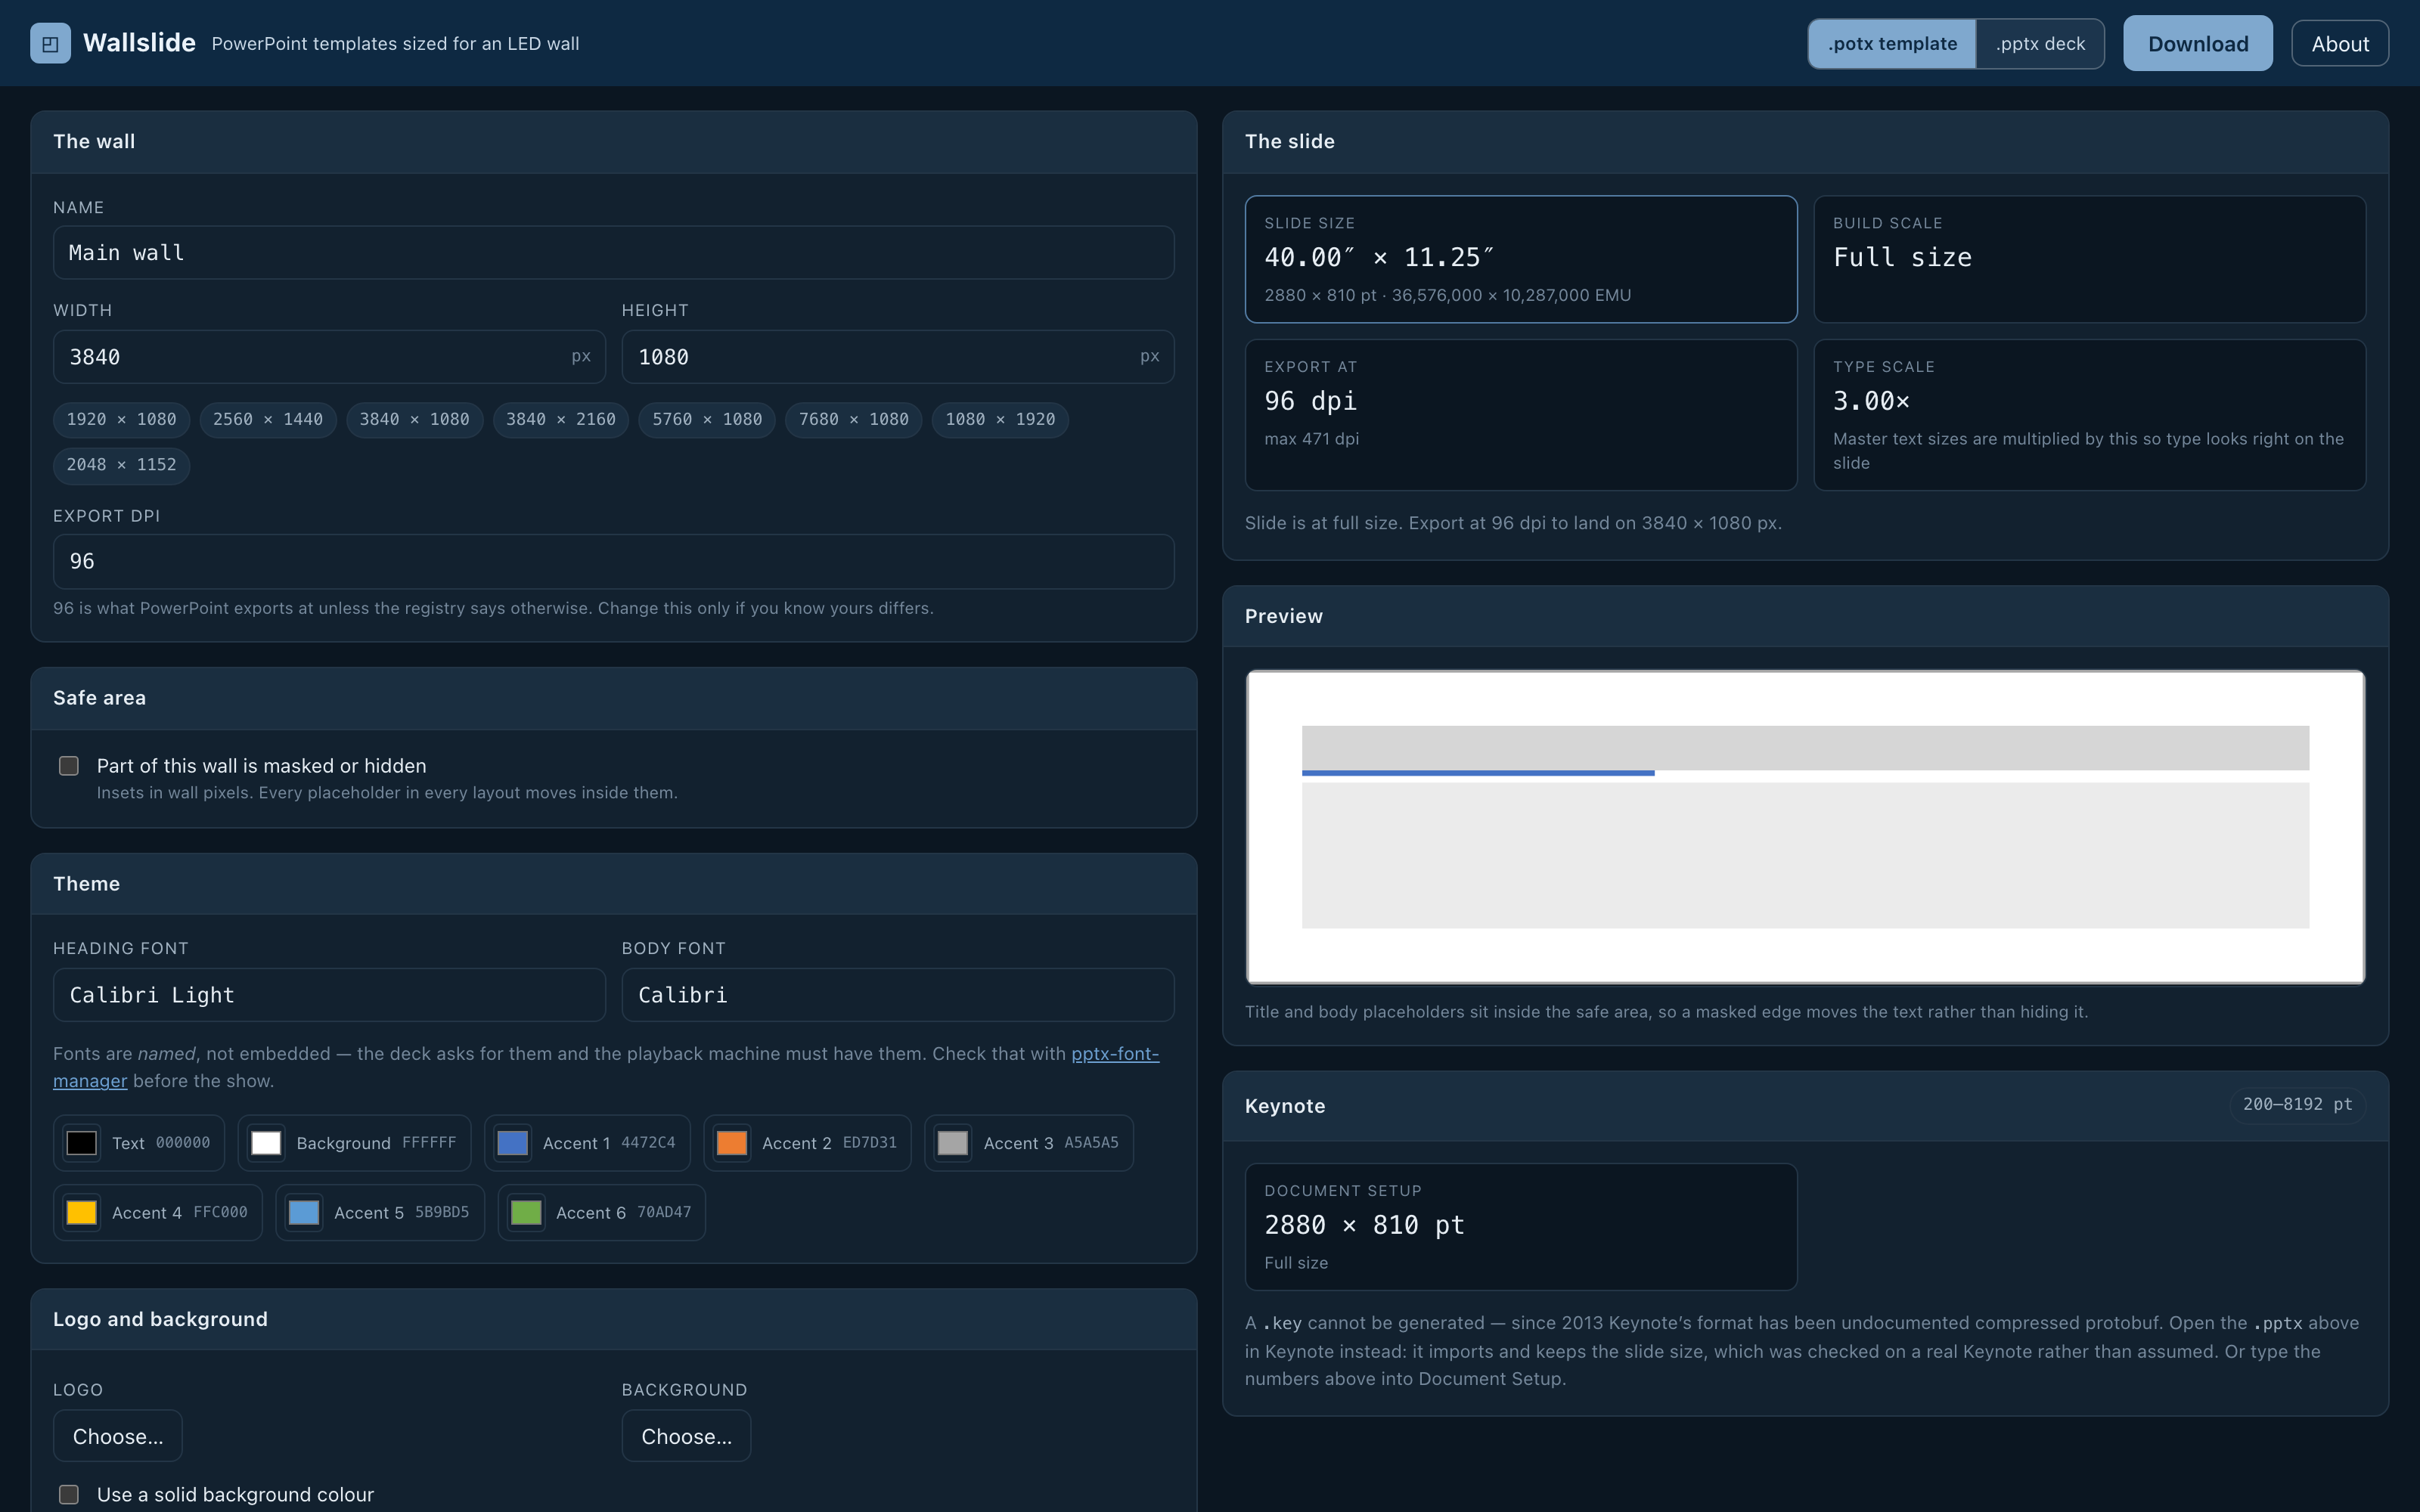 Wallslide PowerPoint templates sized for an LED wall
.potx template .pptx deck Download About
The wall
NAME
Main wall
WIDTH HEIGHT
3840 px 1080 px
1920 × 1080 2560 × 1440 3840 × 1080 3840 × 2160 5760 × 1080 7680 × 1080 1080 × 1920
2048 × 1152
EXPORT DPI
96
96 is what PowerPoint exports at unless the registry says otherwise. Change this only if you know yours differs.
Safe area
Part of this wall is masked or hidden
Insets in wall pixels. Every placeholder in every layout moves inside them.
Theme
HEADING FONT BODY FONT
Calibri Light Calibri
Fonts are named, not embedded — the deck asks for them and the playback machine must have them. Check that with pptx-font-
manager before the show.
Text 000000 Background FFFFFF Accent 1 4472C4 Accent 2 ED7D31 Accent 3 A5A5A5
Accent 4 FFC000 Accent 5 5B9BD5 Accent 6 70AD47
Logo and background
LOGO BACKGROUND
Choose… Choose…
Use a solid background colour
The slide
SLIDE SIZE
40.00″ × 11.25″
2880 × 810 pt · 36,576,000 × 10,287,000 EMU
BUILD SCALE
Full size
EXPORT AT
96 dpi
max 471 dpi
TYPE SCALE
3.00×
Master text sizes are multiplied by this so type looks right on the
slide
Slide is at full size. Export at 96 dpi to land on 3840 × 1080 px.
Preview
Title and body placeholders sit inside the safe area, so a masked edge moves the text rather than hiding it.
Keynote 200–8192 pt
DOCUMENT SETUP
2880 × 810 pt
Full size
A .key cannot be generated — since 2013 Keynote’s format has been undocumented compressed protobuf. Open the .pptx above
in Keynote instead: it imports and keeps the slide size, which was checked on a real Keynote rather than assumed. Or type the
numbers above into Document Setup.